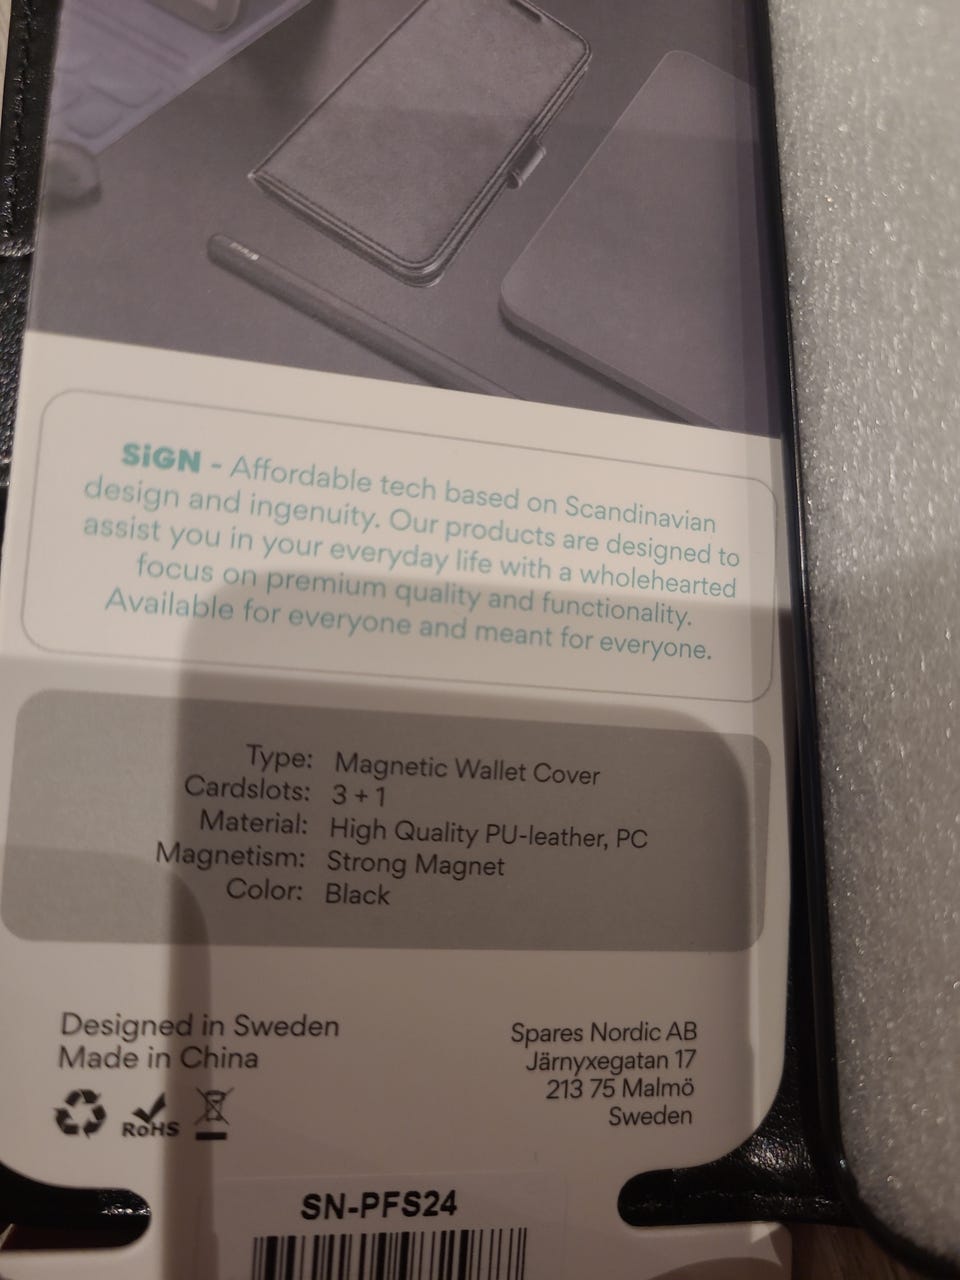 SiGN - Affordable tech based on Scandinavian
design and ingenuity. Our products are designed to
assist you in your everyday life with a wholehearted
focus on premium quality and functionality.
Available for everyone and meant for everyone.
Type: Magnetic Wallet Cover
Cardslots: 3 + 1
Material: High Quality PU-leather, PC
Magnetism: Strong Magnet
Color: Black
Designed in Sweden
Made in China
RoHS
Spares Nordic AB
Järnyxegatan 17
213 75 Malmö
Sweden
SN-PFS24